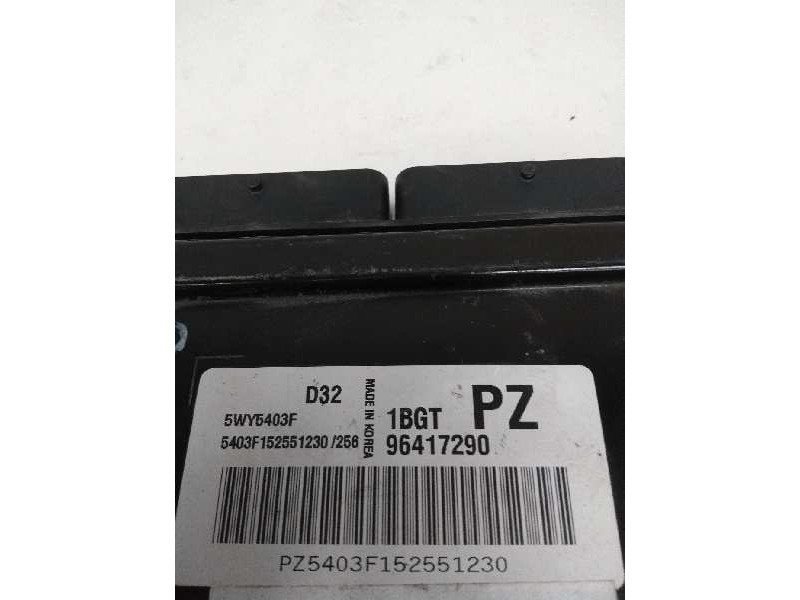 D32
5WY5403F
5403F152551230 /256
MADE IN KOREA
1BGT PZ
96417290
PZ5403F152551230